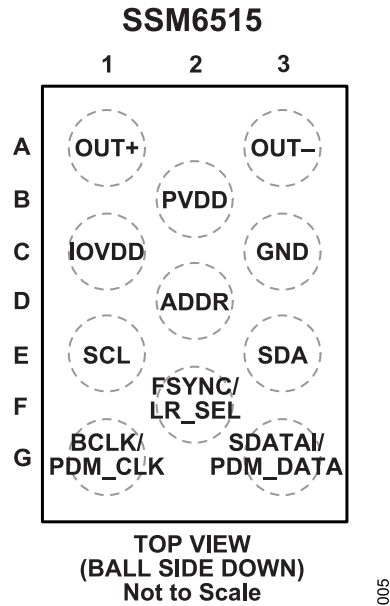 SSM6515
1 2 3
A OUT+ OUT–
B PVDD
C IOVDD GND
D ADDR
E SCL SDA
F FSYNC/
LR_SEL
G BCLK/
PDM_CLK
SDATAI/
PDM_DATA
TOP VIEW
(BALL SIDE DOWN)
Not to Scale
005